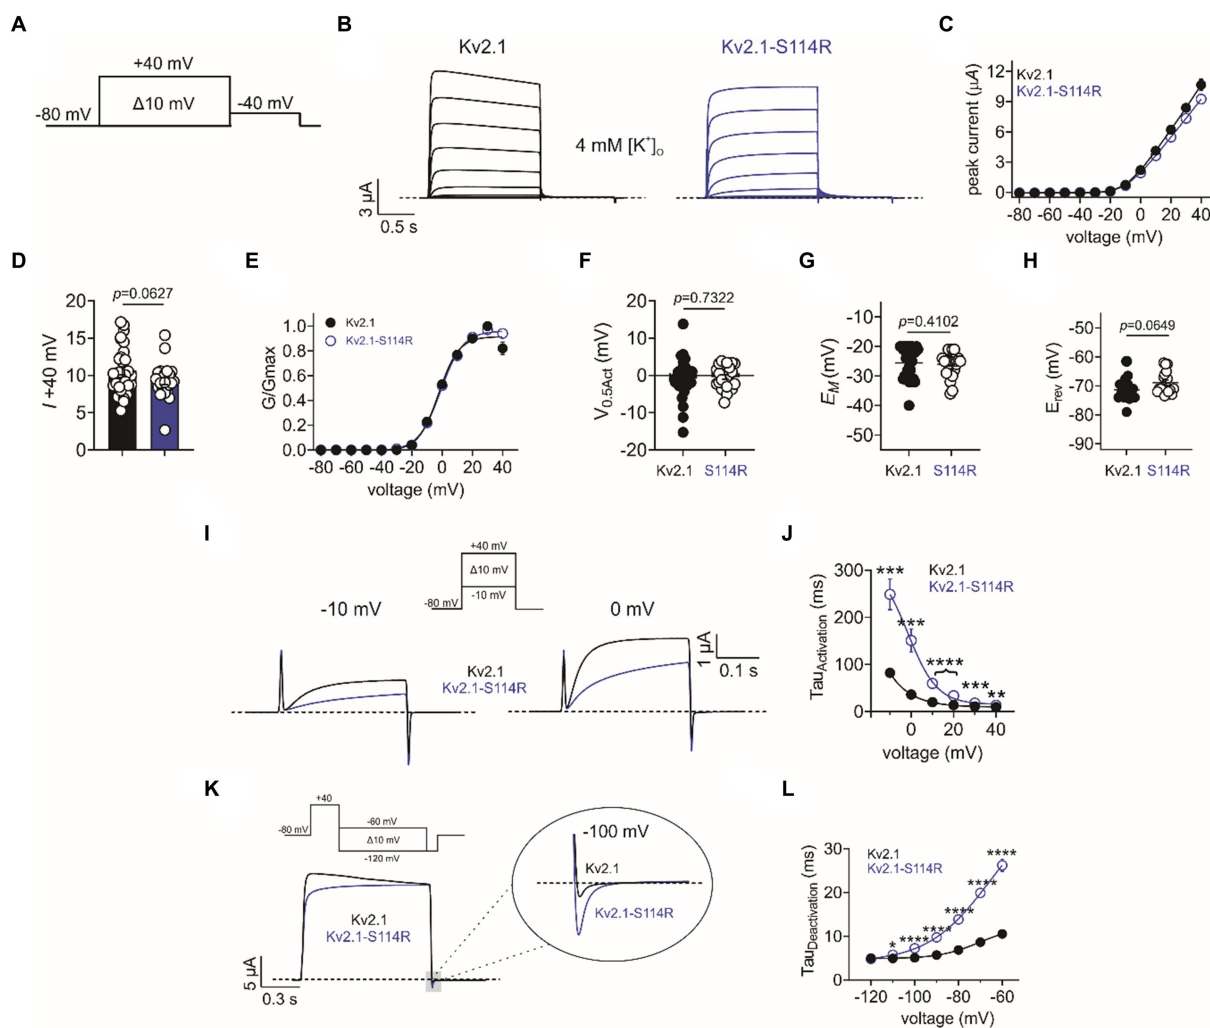 A
+40 mV
-80 mV
Δ10 mV
-40 mV
B
Kv2.1
Kv2.1-S114R
4 mM [K⁺]ₒ
3 µA
0.5 s
C
peak current (µA)
12
9
6
3
0
Kv2.1
Kv2.1-S114R
-80 -60 -40 -20 0 20 40
voltage (mV)
D
p=0.0627
I +40 mV
20
15
10
5
0
E
G/Gmax
1.0
0.8
0.6
0.4
0.2
0.0
Kv2.1
Kv2.1-S114R
-80 -60 -40 -20 0 20 40
voltage (mV)
F
p=0.7322
V0.5Act (mV)
20
10
0
-10
-20
Kv2.1 S114R
G
p=0.4102
EM (mV)
-10
-20
-30
-40
-50
Kv2.1 S114R
H
p=0.0649
Erev (mV)
-50
-60
-70
-80
-90
Kv2.1 S114R
I
+40 mV
Δ10 mV
-80 mV
-10 mV
-10 mV
0 mV
Kv2.1
Kv2.1-S114R
1 µA
0.1 s
J
TauActivation (ms)
300
200
100
0
Kv2.1
Kv2.1-S114R
***
***
****
***
**
0 20 40
voltage (mV)
K
+40
-80 mV
-60 mV
Δ10 mV
-120 mV
Kv2.1
Kv2.1-S114R
5 µA
0.3 s
-100 mV
Kv2.1
Kv2.1-S114R
L
TauDeactivation (ms)
30
20
10
0
Kv2.1
Kv2.1-S114R
*
****
****
****
****
****
-120 -100 -80 -60
voltage (mV)